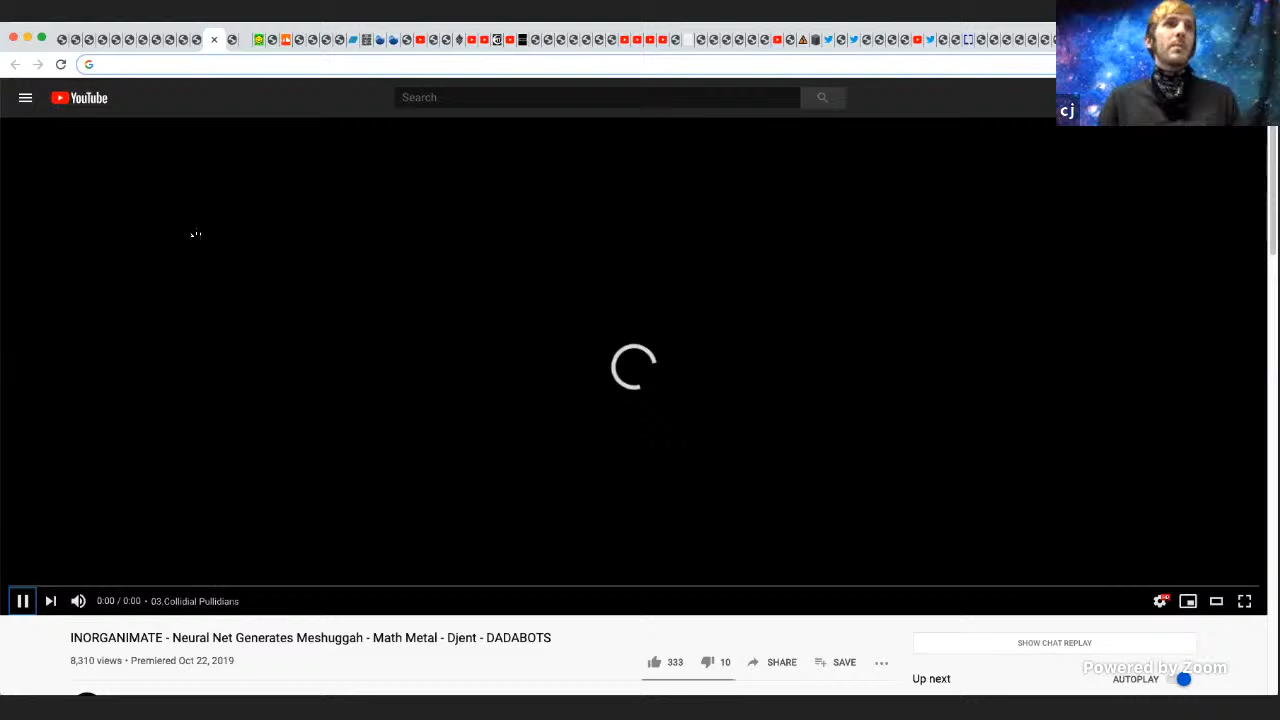 YouTube
Search
cj
0:00 / 0:00 • 03.Collidial Pullidians
INORGANIMATE - Neural Net Generates Meshuggah - Math Metal - Djent - DADABOTS
8,310 views • Premiered Oct 22, 2019
333
10
SHARE
SAVE
SHOW CHAT REPLAY
Powered by Zoom
Up next
AUTOPLAY